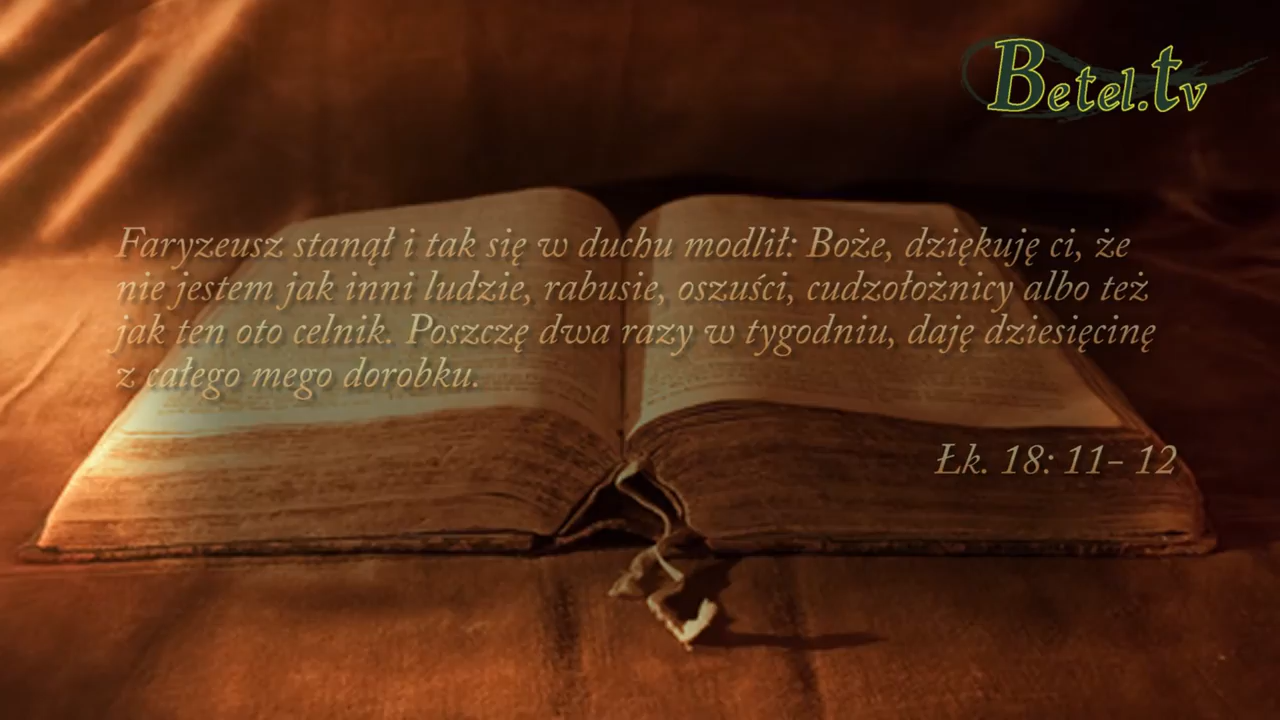 Betel.tv
Faryzeusz stanął i tak się w duchu modlił: Boże, dziękuję ci, że
nie jestem jak inni ludzie, rabusie, oszuści, cudzołożnicy albo też
jak ten oto celnik. Poszczę dwa razy w tygodniu, daję dziesięcinę
z całego mego dorobku.
Łk. 18: 11- 12